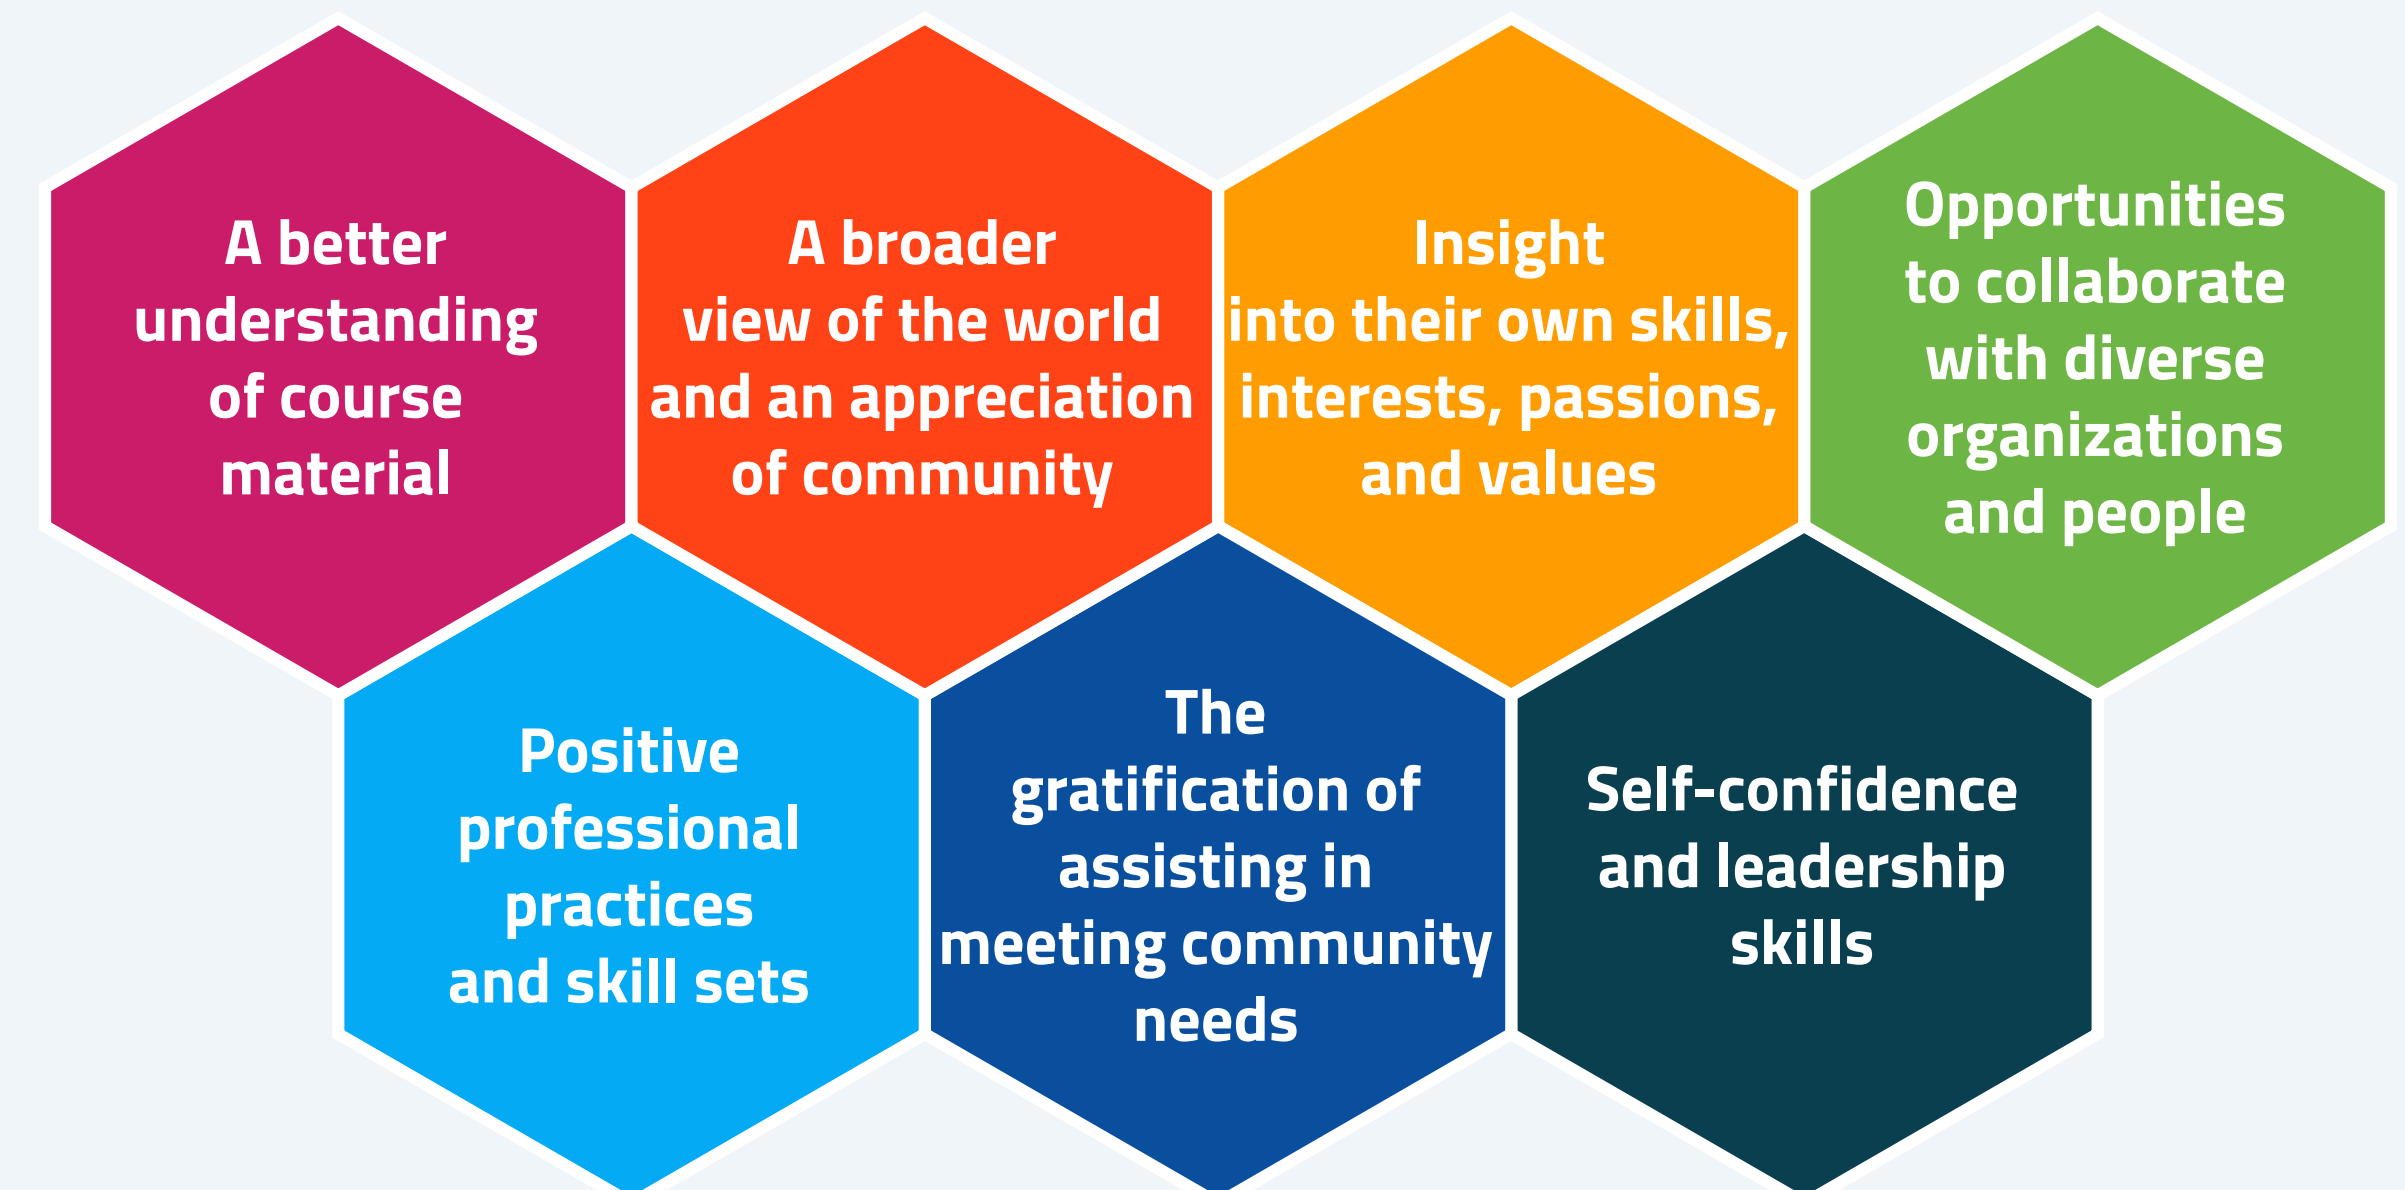 A better
understanding
of course
material
A broader
view of the world
and an appreciation
of community
Insight
into their own skills,
interests, passions,
and values
Opportunities
to collaborate
with diverse
organizations
and people
Positive
professional
practices
and skill sets
The
gratification of
assisting in
meeting community
needs
Self-confidence
and leadership
skills